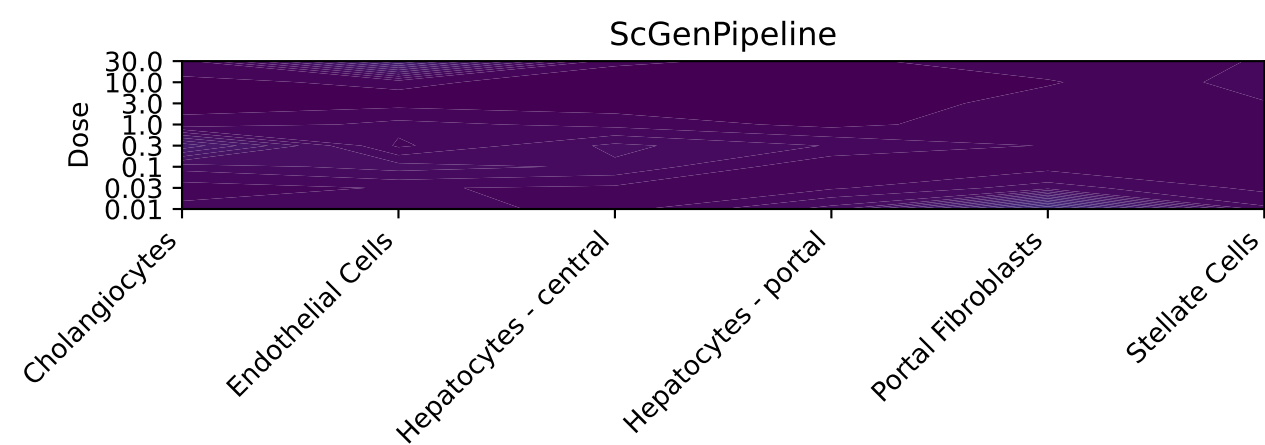 ScGenPipeline
Dose
30.0
10.0
3.0
1.0
0.3
0.1
0.03
0.01
Cholangiocytes
Endothelial Cells
Hepatocytes - central
Hepatocytes - portal
Portal Fibroblasts
Stellate Cells